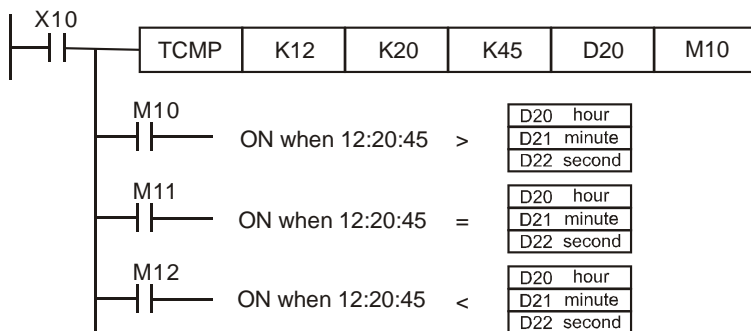 X10
TCMP K12 K20 K45 D20 M10
M10
ON when 12:20:45 >
D20 hour
D21 minute
D22 second
M11
ON when 12:20:45 =
D20 hour
D21 minute
D22 second
M12
ON when 12:20:45 <
D20 hour
D21 minute
D22 second